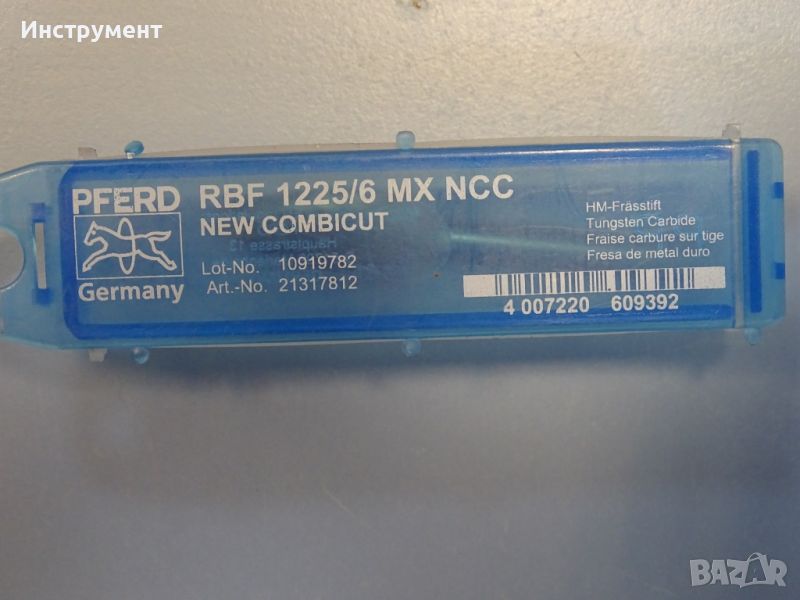 Инструмент
PFERD
Germany
RBF 1225/6 MX NCC
NEW COMBICUT
Lot-No. 10919782
Art.-No. 21317812
HM-Frässtift
Tungsten Carbide
Fraise carbure sur tige
Fresa de metal duro
4 007220 609392
BAZAR